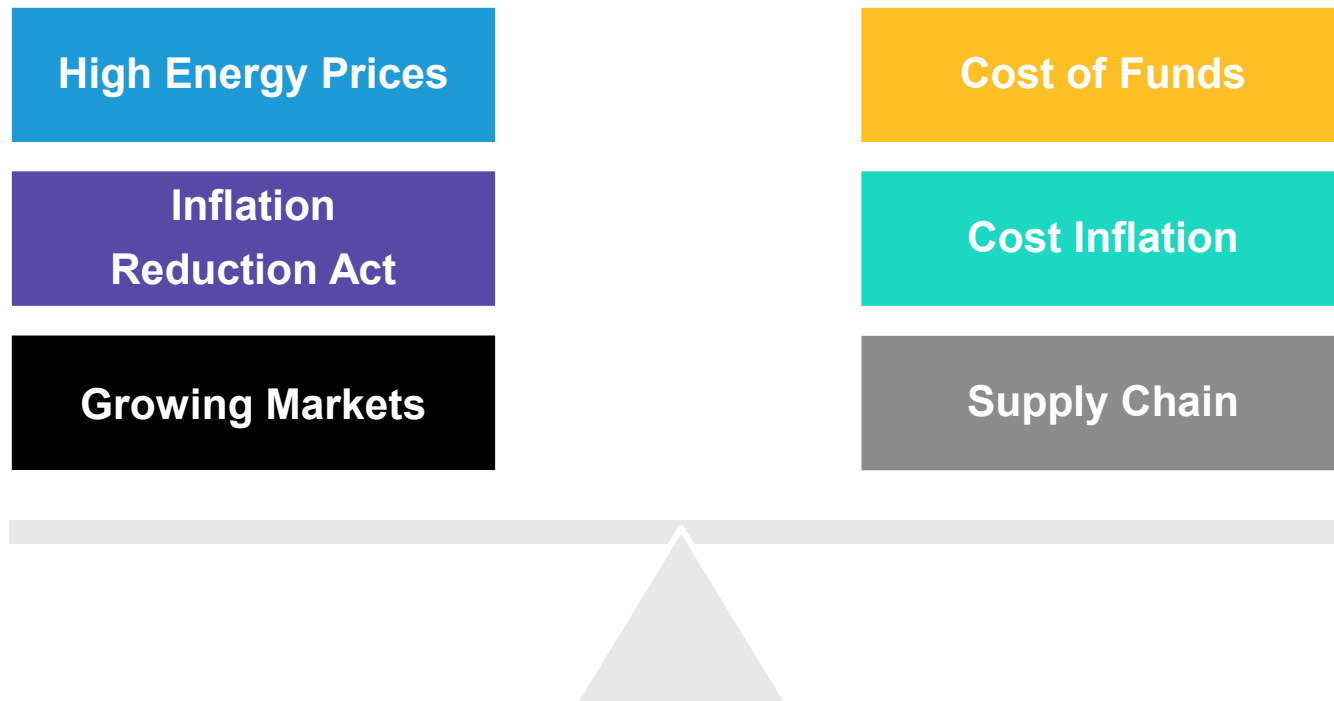 High Energy Prices
Inflation
Reduction Act
Growing Markets
Cost of Funds
Cost Inflation
Supply Chain